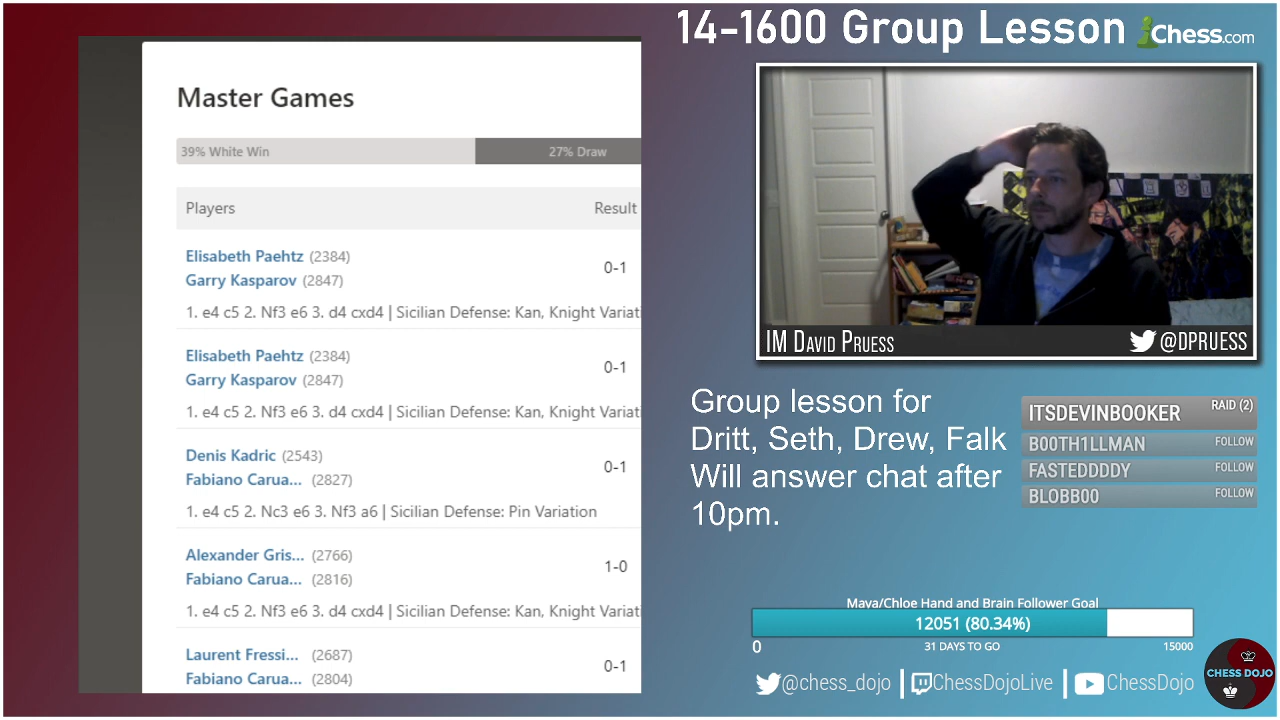 14-1600 Group Lesson
Chess.com
Master Games
39% White Win
27% Draw
Players
Result
Elisabeth Paehtz (2384)
Garry Kasparov (2847)
0-1
1. e4 c5 2. Nf3 e6 3. d4 cxd4 | Sicilian Defense: Kan, Knight Variati
Elisabeth Paehtz (2384)
Garry Kasparov (2847)
0-1
1. e4 c5 2. Nf3 e6 3. d4 cxd4 | Sicilian Defense: Kan, Knight Variati
Denis Kadric (2543)
Fabiano Carua... (2827)
0-1
1. e4 c5 2. Nc3 e6 3. Nf3 a6 | Sicilian Defense: Pin Variation
Alexander Gris... (2766)
Fabiano Carua... (2816)
1-0
1. e4 c5 2. Nf3 e6 3. d4 cxd4 | Sicilian Defense: Kan, Knight Variati
Laurent Fressi... (2687)
Fabiano Carua... (2804)
0-1
IM David Pruess
@DPRUESS
Group lesson for
Dritt, Seth, Drew, Falk
Will answer chat after
10pm.
ITSDEVINBOOKER RAID (2)
B00TH1LLMAN FOLLOW
FASTEDDDDY FOLLOW
BLOBB00 FOLLOW
Maya/Chloe Hand and Brain Follower Goal
12051 (80.34%)
0 31 DAYS TO GO 15000
@chess_dojo | ChessDojoLive | ChessDojo
CHESS DOJO